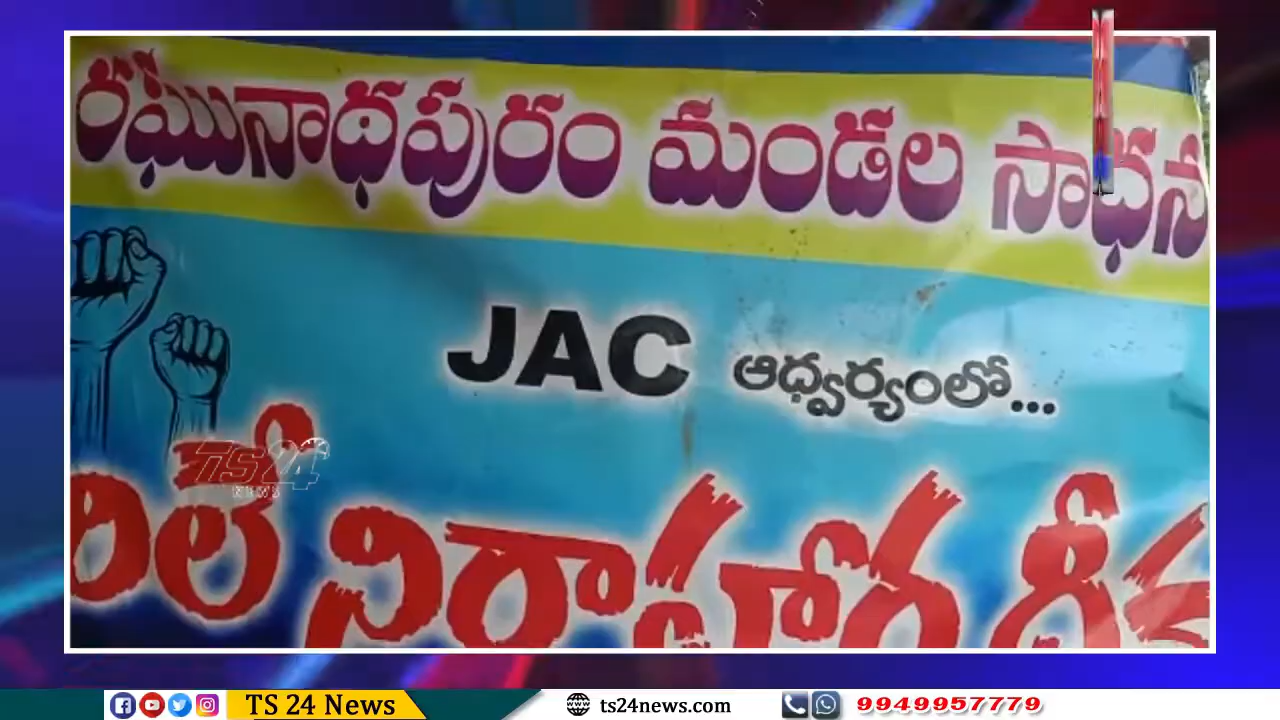 రఘునాథపురం మండల సాధన
JAC ఆధ్వర్యంలో...
రిలే నిరాహార
TS 24
NEWS
TS 24 News
ts24news.com
9949957779